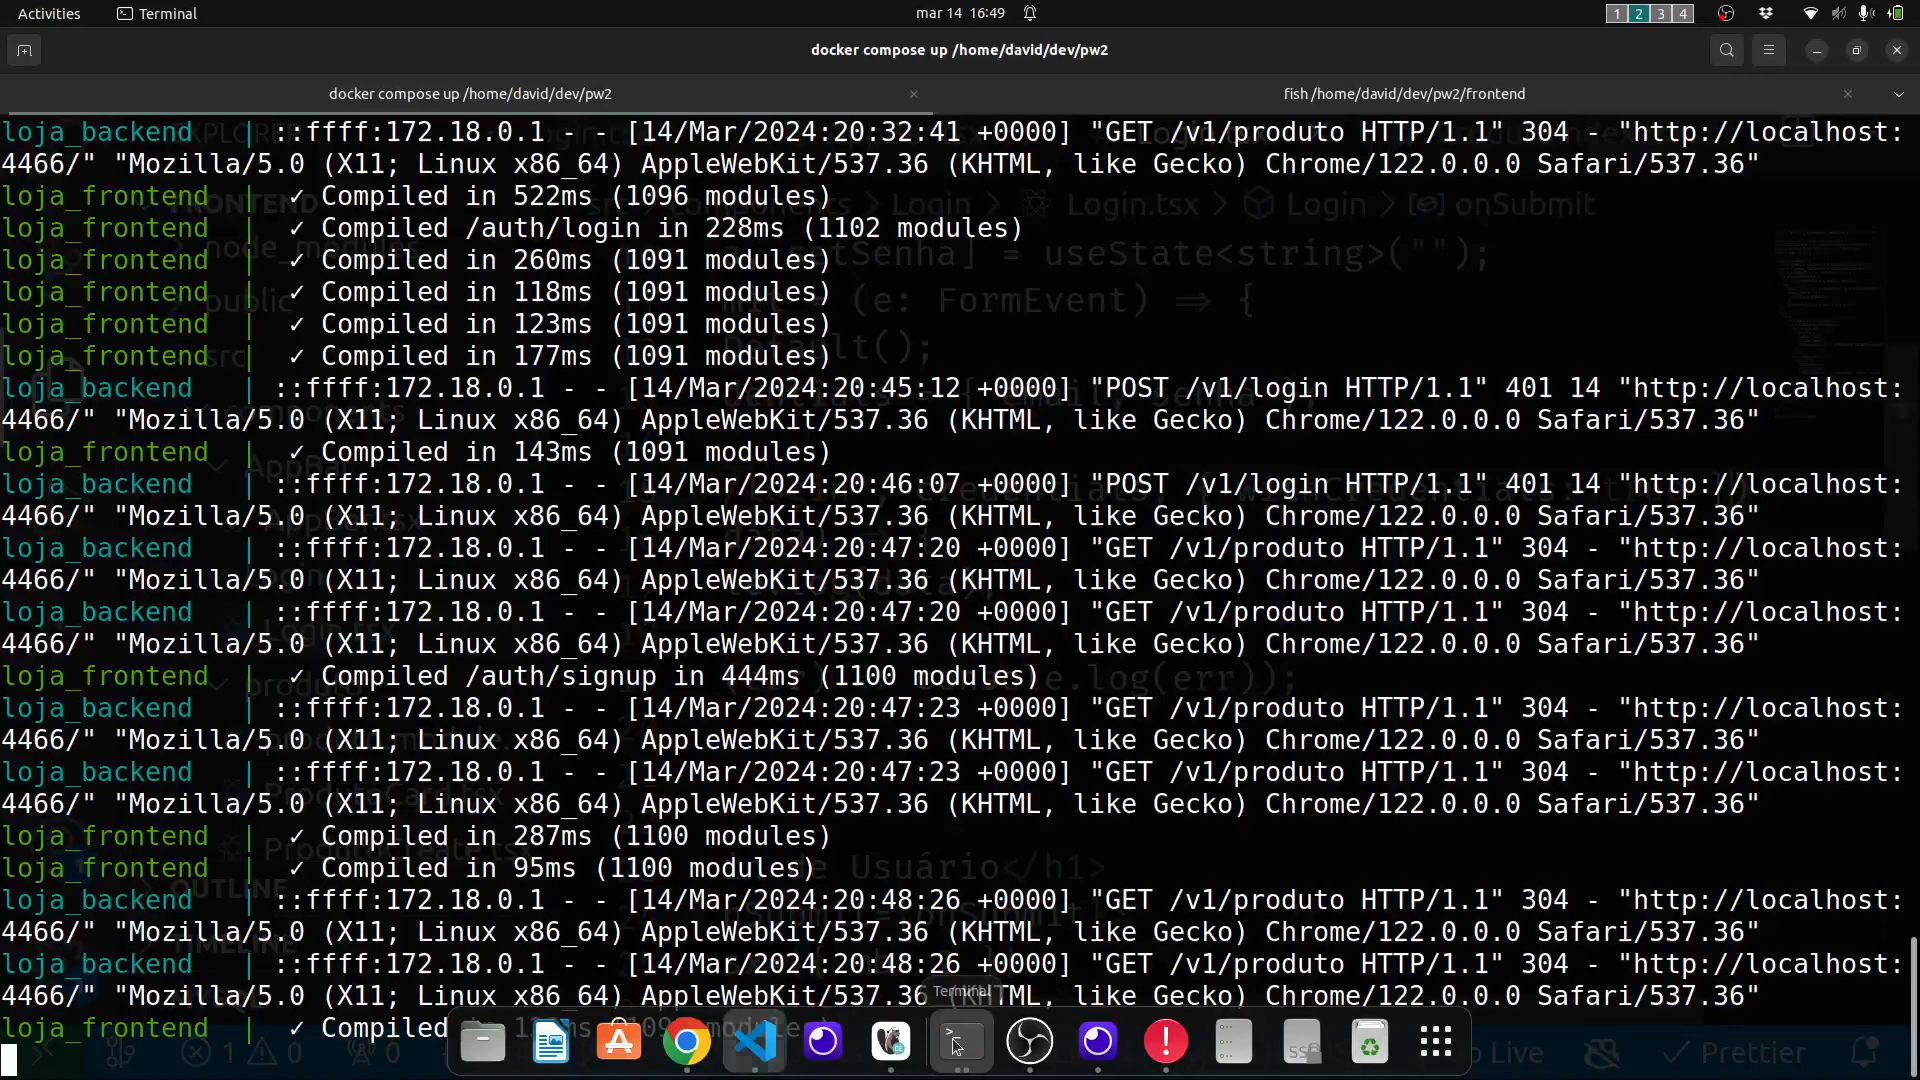 Activities Terminal mar 14 16:49 1 2 3 4
docker compose up /home/david/dev/pw2
docker compose up /home/david/dev/pw2 fish /home/david/dev/pw2/frontend
loja_backend | ::ffff:172.18.0.1 - - [14/Mar/2024:20:32:41 +0000] "GET /v1/produto HTTP/1.1" 304 - "http://localhost:
4466/" "Mozilla/5.0 (X11; Linux x86_64) AppleWebKit/537.36 (KHTML, like Gecko) Chrome/122.0.0.0 Safari/537.36"
loja_frontend | ✓ Compiled in 522ms (1096 modules)
loja_frontend | ✓ Compiled /auth/login in 228ms (1102 modules)
loja_frontend | ✓ Compiled in 260ms (1091 modules)
loja_frontend | ✓ Compiled in 118ms (1091 modules)
loja_frontend | ✓ Compiled in 123ms (1091 modules)
loja_frontend | ✓ Compiled in 177ms (1091 modules)
loja_backend | ::ffff:172.18.0.1 - - [14/Mar/2024:20:45:12 +0000] "POST /v1/login HTTP/1.1" 401 14 "http://localhost:
4466/" "Mozilla/5.0 (X11; Linux x86_64) AppleWebKit/537.36 (KHTML, like Gecko) Chrome/122.0.0.0 Safari/537.36"
loja_frontend | ✓ Compiled in 143ms (1091 modules)
loja_backend | ::ffff:172.18.0.1 - - [14/Mar/2024:20:46:07 +0000] "POST /v1/login HTTP/1.1" 401 14 "http://localhost:
4466/" "Mozilla/5.0 (X11; Linux x86_64) AppleWebKit/537.36 (KHTML, like Gecko) Chrome/122.0.0.0 Safari/537.36"
loja_backend | ::ffff:172.18.0.1 - - [14/Mar/2024:20:47:20 +0000] "GET /v1/produto HTTP/1.1" 304 - "http://localhost:
4466/" "Mozilla/5.0 (X11; Linux x86_64) AppleWebKit/537.36 (KHTML, like Gecko) Chrome/122.0.0.0 Safari/537.36"
loja_backend | ::ffff:172.18.0.1 - - [14/Mar/2024:20:47:20 +0000] "GET /v1/produto HTTP/1.1" 304 - "http://localhost:
4466/" "Mozilla/5.0 (X11; Linux x86_64) AppleWebKit/537.36 (KHTML, like Gecko) Chrome/122.0.0.0 Safari/537.36"
loja_frontend | ✓ Compiled /auth/signup in 444ms (1100 modules)
loja_backend | ::ffff:172.18.0.1 - - [14/Mar/2024:20:47:23 +0000] "GET /v1/produto HTTP/1.1" 304 - "http://localhost:
4466/" "Mozilla/5.0 (X11; Linux x86_64) AppleWebKit/537.36 (KHTML, like Gecko) Chrome/122.0.0.0 Safari/537.36"
loja_backend | ::ffff:172.18.0.1 - - [14/Mar/2024:20:47:23 +0000] "GET /v1/produto HTTP/1.1" 304 - "http://localhost:
4466/" "Mozilla/5.0 (X11; Linux x86_64) AppleWebKit/537.36 (KHTML, like Gecko) Chrome/122.0.0.0 Safari/537.36"
loja_frontend | ✓ Compiled in 287ms (1100 modules)
loja_frontend | ✓ Compiled in 95ms (1100 modules)
loja_backend | ::ffff:172.18.0.1 - - [14/Mar/2024:20:48:26 +0000] "GET /v1/produto HTTP/1.1" 304 - "http://localhost:
4466/" "Mozilla/5.0 (X11; Linux x86_64) AppleWebKit/537.36 (KHTML, like Gecko) Chrome/122.0.0.0 Safari/537.36"
loja_backend | ::ffff:172.18.0.1 - - [14/Mar/2024:20:48:26 +0000] "GET /v1/produto HTTP/1.1" 304 - "http://localhost:
4466/" "Mozilla/5.0 (X11; Linux x86_64) AppleWebKit/537.36 Chrome/122.0.0.0 Safari/537.36"
Terminal
loja_frontend | ✓ Compiled
Prettier